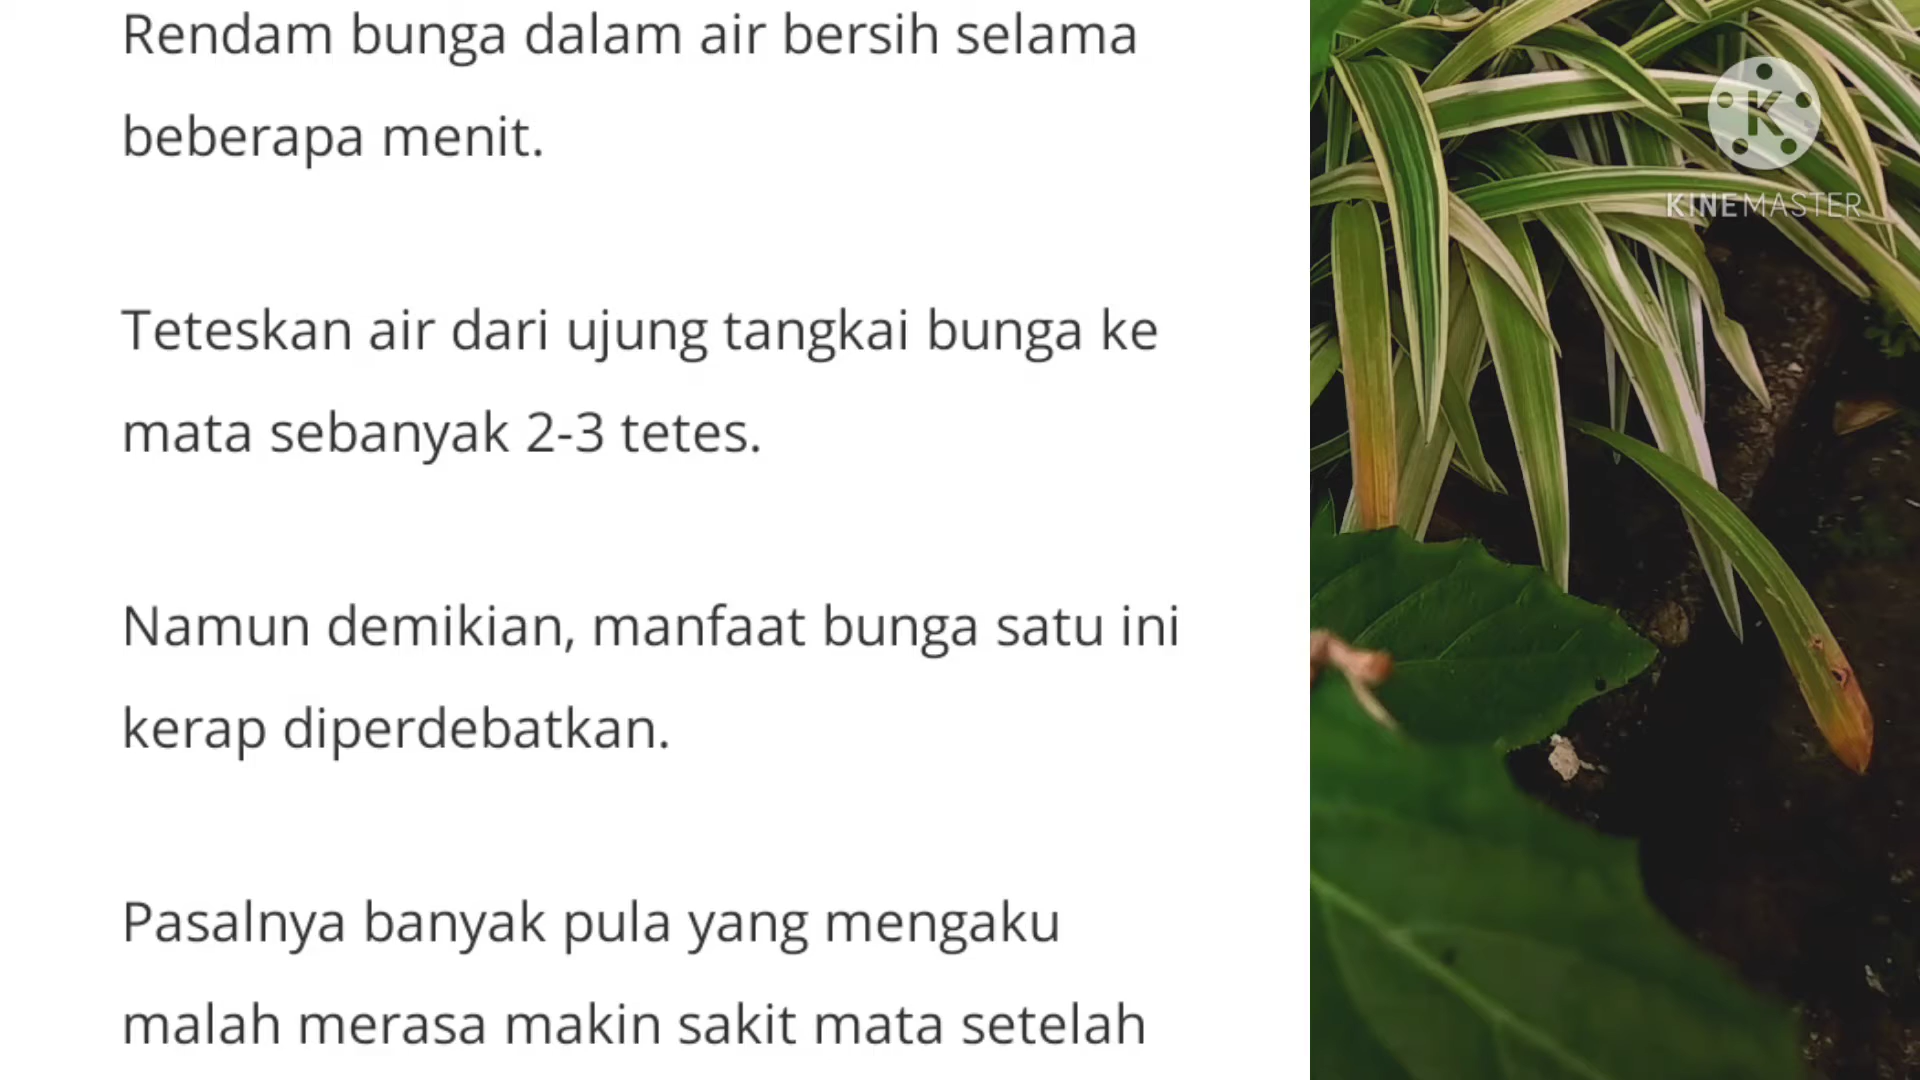 Rendam bunga dalam air bersih selama
beberapa menit.
Teteskan air dari ujung tangkai bunga ke
mata sebanyak 2-3 tetes.
Namun demikian, manfaat bunga satu ini
kerap diperdebatkan.
Pasalnya banyak pula yang mengaku
malah merasa makin sakit mata setelah
K
KINEMASTER